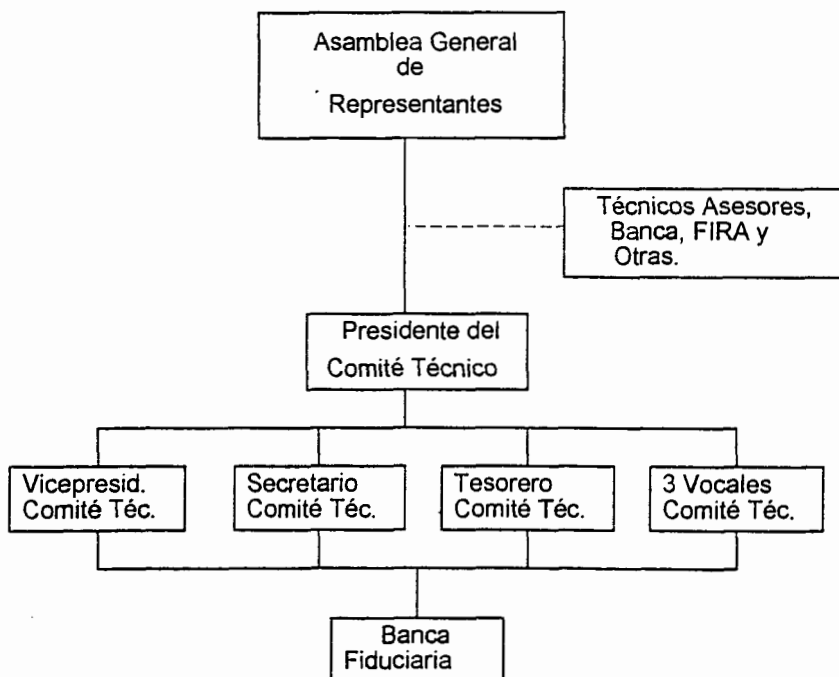 Asamblea General
de
Representantes
Técnicos Asesores,
Banca, FIRA y
Otras.
Presidente del
Comité Técnico
Vicepresid.
Comité Téc.
Secretario
Comité Téc.
Tesorero
Comité Téc.
3 Vocales
Comité Téc.
Banca
Fiduciaria